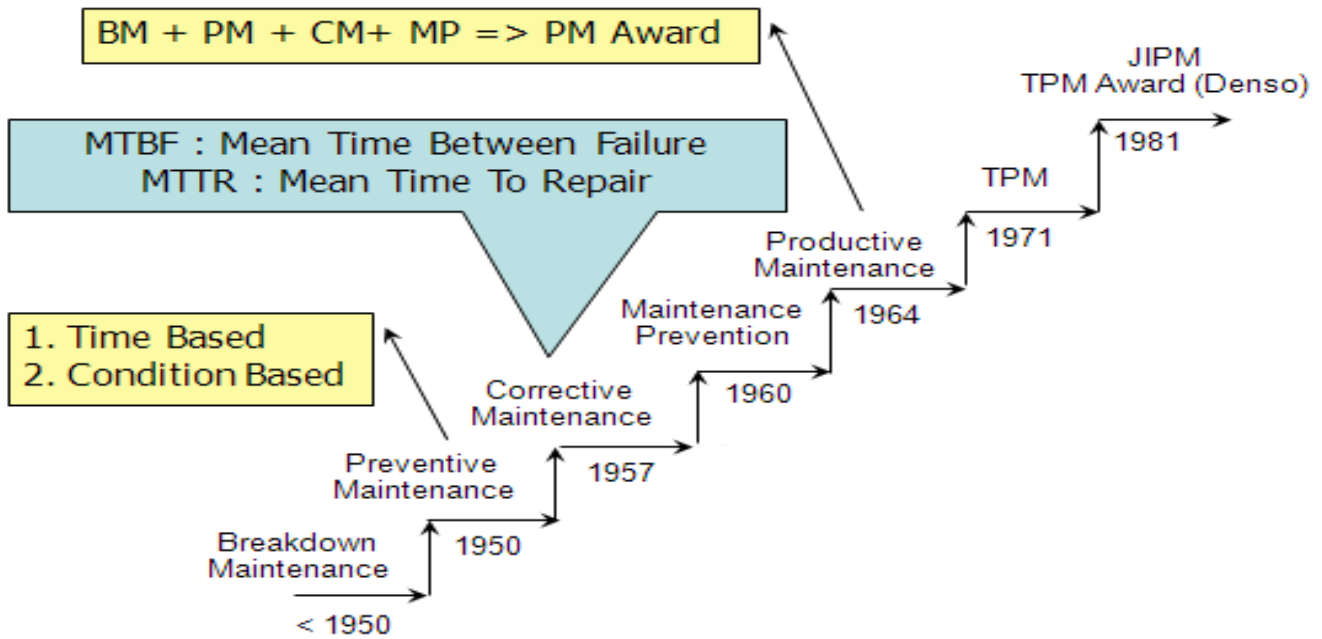 BM + PM + CM+ MP => PM Award
JIPM
TPM Award (Denso)
1981
MTBF : Mean Time Between Failure
MTTR : Mean Time To Repair
TPM
1971
Productive
Maintenance
1964
Maintenance
Prevention
1960
1. Time Based
2. Condition Based
Corrective
Maintenance
1957
Preventive
Maintenance
1950
Breakdown
Maintenance
< 1950